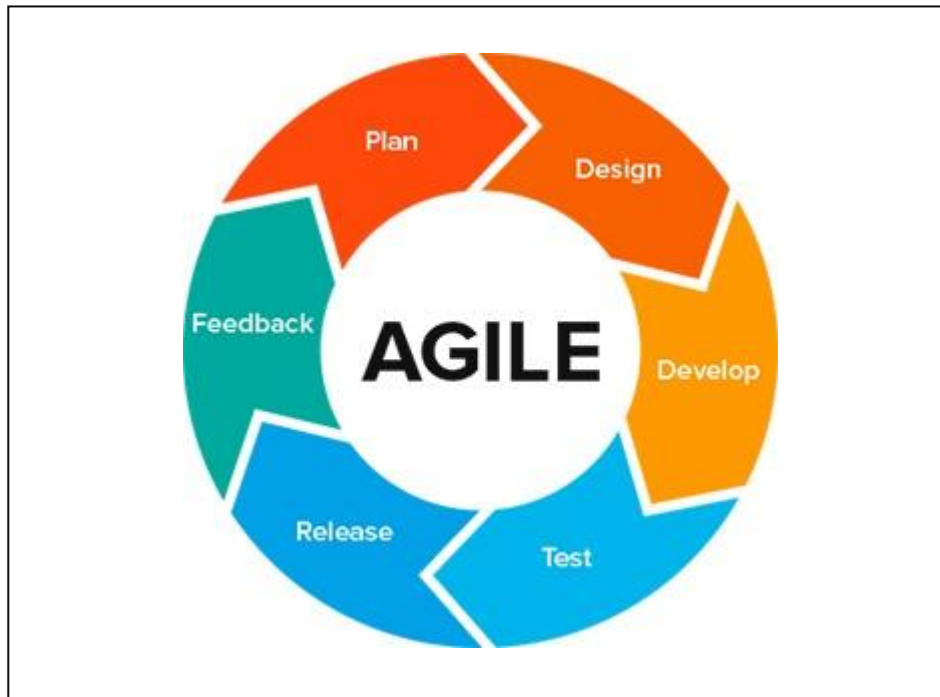 Plan
Design
Feedback
AGILE
Develop
Release
Test